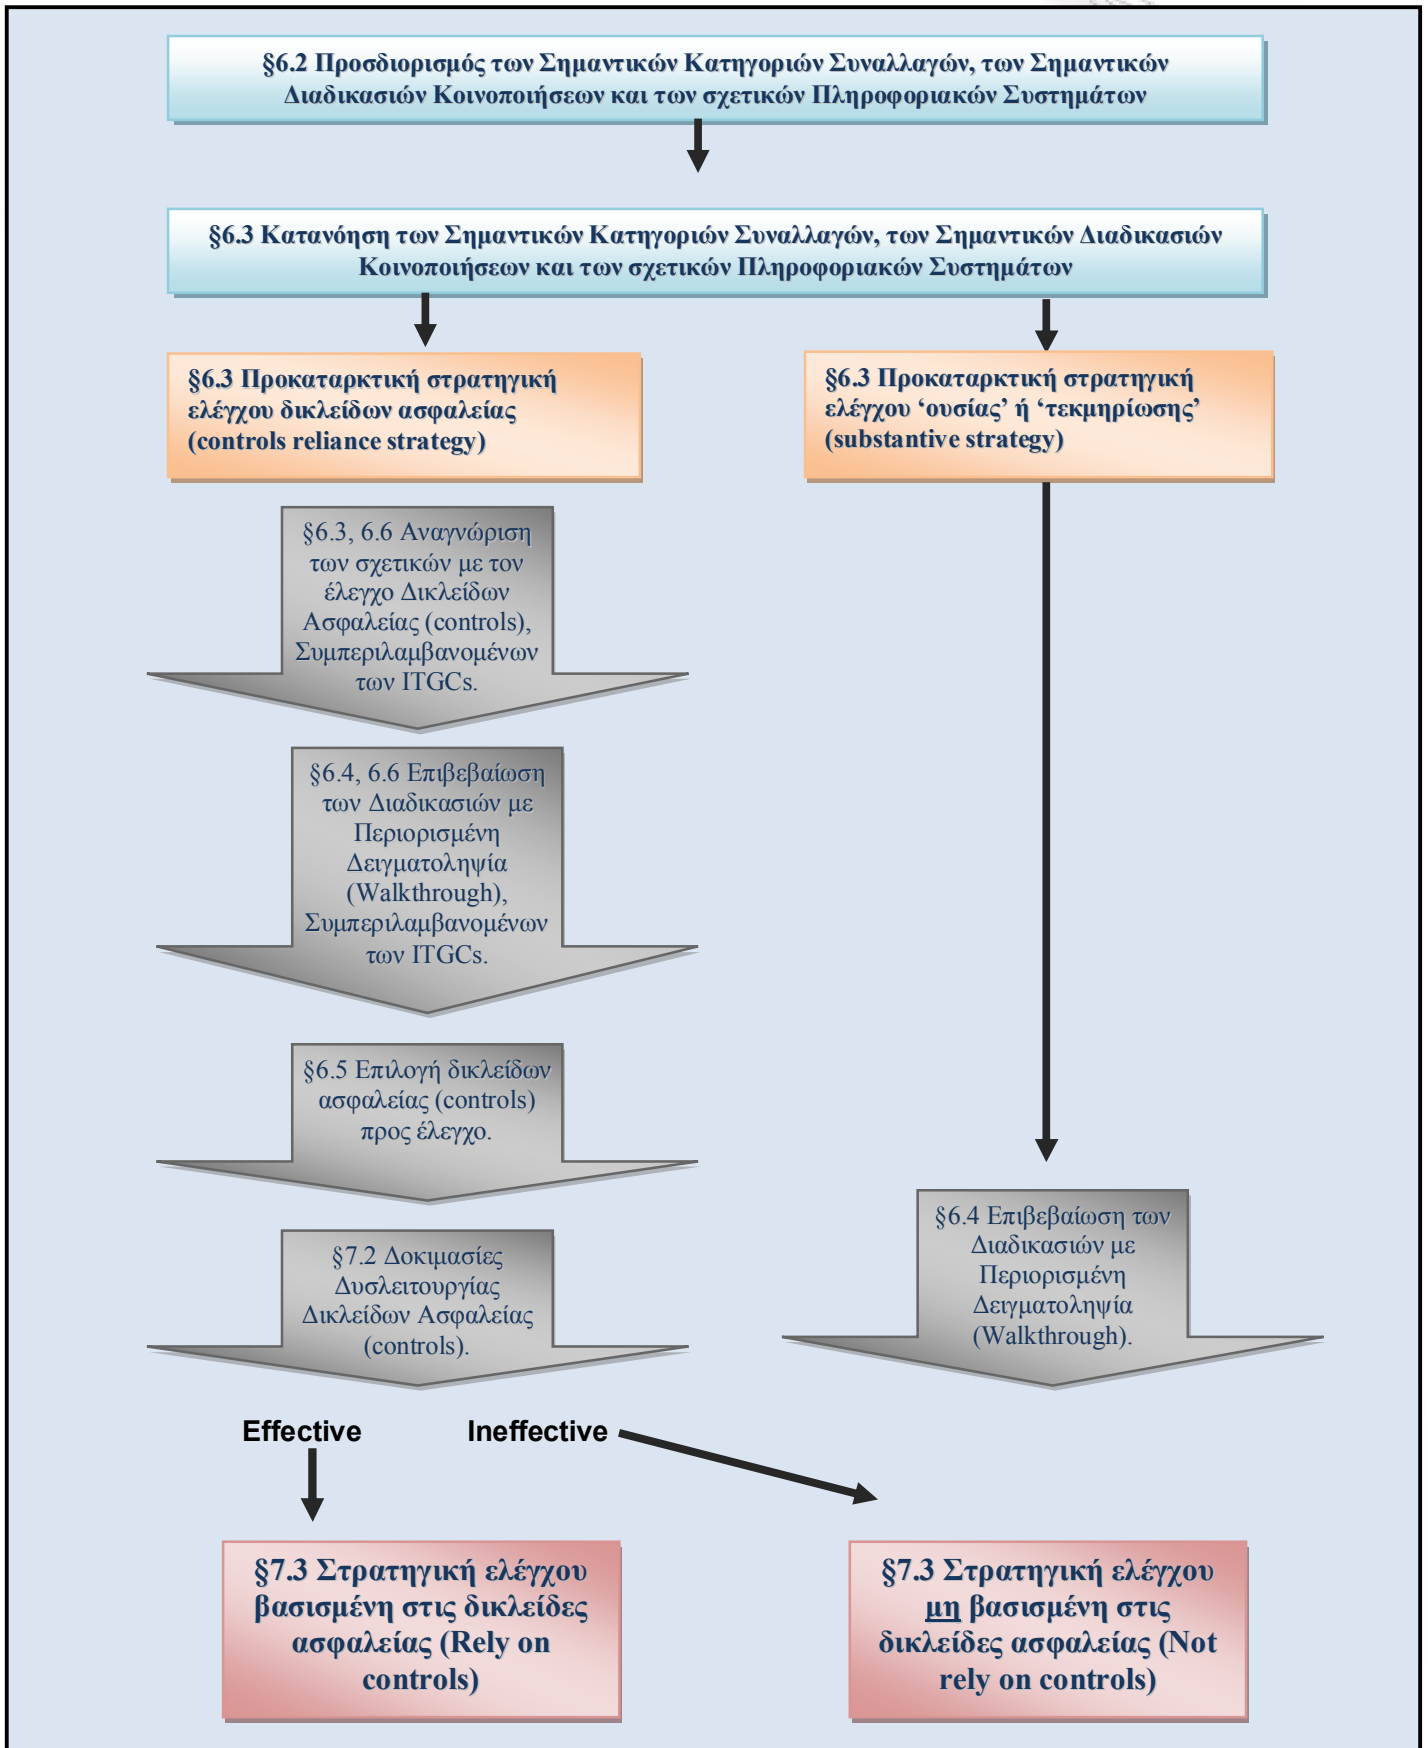 §6.2 Προσδιορισμός των Σημαντικών Κατηγοριών Συναλλαγών, των Σημαντικών
Διαδικασιών Κοινοποιήσεων και των σχετικών Πληροφοριακών Συστημάτων
§6.3 Κατανόηση των Σημαντικών Κατηγοριών Συναλλαγών, των Σημαντικών Διαδικασιών
Κοινοποιήσεων και των σχετικών Πληροφοριακών Συστημάτων
§6.3 Προκαταρκτική στρατηγική
ελέγχου δικλείδων ασφαλείας
(controls reliance strategy)
§6.3 Προκαταρκτική στρατηγική
ελέγχου ‘ουσίας’ ή ‘τεκμηρίωσης’
(substantive strategy)
§6.3, 6.6 Αναγνώριση
των σχετικών με τον
έλεγχο Δικλείδων
Ασφαλείας (controls),
Συμπεριλαμβανομένων
των ITGCs.
§6.4, 6.6 Επιβεβαίωση
των Διαδικασιών με
Περιορισμένη
Δειγματοληψία
(Walkthrough),
Συμπεριλαμβανομένων
των ITGCs.
§6.5 Επιλογή δικλείδων
ασφαλείας (controls)
προς έλεγχο.
§7.2 Δοκιμασίες
Δυσλειτουργίας
Δικλείδων Ασφαλείας
(controls).
§6.4 Επιβεβαίωση των
Διαδικασιών με
Περιορισμένη
Δειγματοληψία
(Walkthrough).
Effective
Ineffective
§7.3 Στρατηγική ελέγχου
βασισμένη στις δικλείδες
ασφαλείας (Rely on
controls)
§7.3 Στρατηγική ελέγχου
μη βασισμένη στις
δικλείδες ασφαλείας (Not
rely on controls)